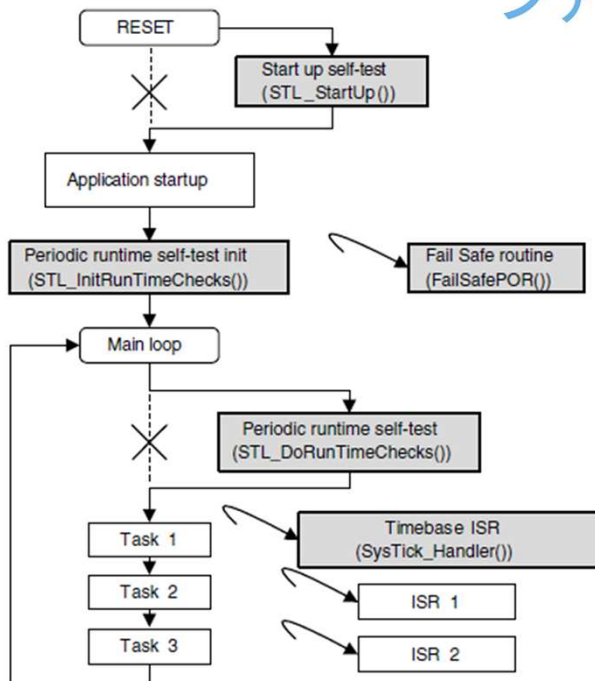 RESET
Start up self-test
(STL_StartUp())
Application startup
Periodic runtime self-test init
(STL_InitRunTimeChecks())
Fail Safe routine
(FailSafePOR())
Main loop
Periodic runtime self-test
(STL_DoRunTimeChecks())
Task 1
Timebase ISR
(SysTick_Handler())
Task 2
ISR 1
Task 3
ISR 2